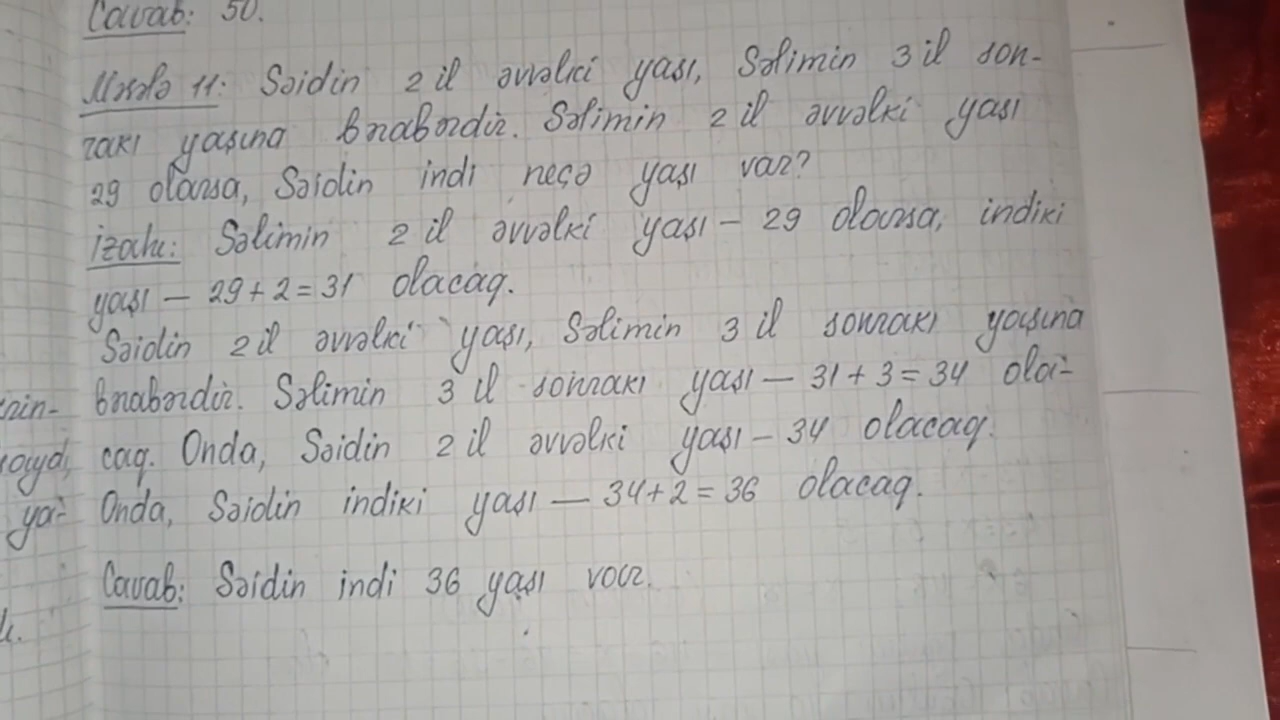 Cavab: 50.
Məsələ 11: Səidin 2 il əvvəlki yaşı, Səlimin 3 il son-
rakı yaşına bərabərdir. Səlimin 2 il əvvəlki yaşı
29 olarsa, Səidin indi neçə yaşı var?
İzahı: Səlimin 2 il əvvəlki yaşı - 29 olarsa, indiki
yaşı - 29+2=31 olacaq.
Səidin 2 il əvvəlki yaşı, Səlimin 3 il sonrakı yaşına
bərabərdir. Səlimin 3 il sonrakı yaşı - 31+3=34 ola-
caq. Onda, Səidin 2 il əvvəlki yaşı - 34 olacaq.
ya- Onda, Səidin indiki yaşı - 34+2=36 olacaq.
Cavab: Səidin indi 36 yaşı var.